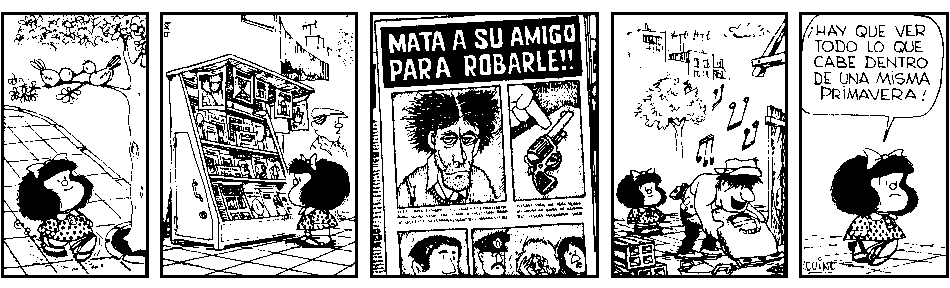 MATA A SU AMIGO
PARA ROBARLE!!
¡HAY QUE VER
TODO LO QUE
CABE DENTRO
DE UNA MISMA
PRIMAVERA!
QUINO